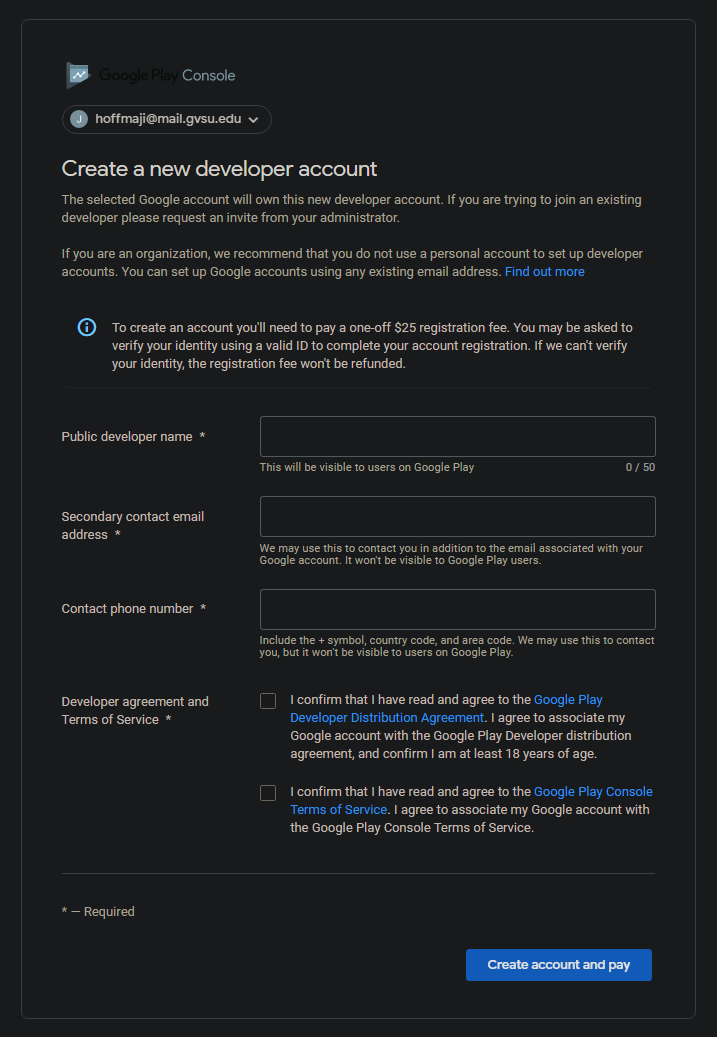 Google Play Console
J hoffmaji@mail.gvsu.edu
Create a new developer account
The selected Google account will own this new developer account. If you are trying to join an existing
developer please request an invite from your administrator.
If you are an organization, we recommend that you do not use a personal account to set up developer
accounts. You can set up Google accounts using any existing email address. Find out more
To create an account you'll need to pay a one-off $25 registration fee. You may be asked to
verify your identity using a valid ID to complete your account registration. If we can't verify
your identity, the registration fee won't be refunded.
Public developer name *
This will be visible to users on Google Play 0 / 50
Secondary contact email
address *
We may use this to contact you in addition to the email associated with your
Google account. It won't be visible to Google Play users.
Contact phone number *
Include the + symbol, country code, and area code. We may use this to contact
you, but it won't be visible to users on Google Play.
Developer agreement and
Terms of Service *
I confirm that I have read and agree to the Google Play
Developer Distribution Agreement. I agree to associate my
Google account with the Google Play Developer distribution
agreement, and confirm I am at least 18 years of age.
I confirm that I have read and agree to the Google Play Console
Terms of Service. I agree to associate my Google account with
the Google Play Console Terms of Service.
* — Required
Create account and pay